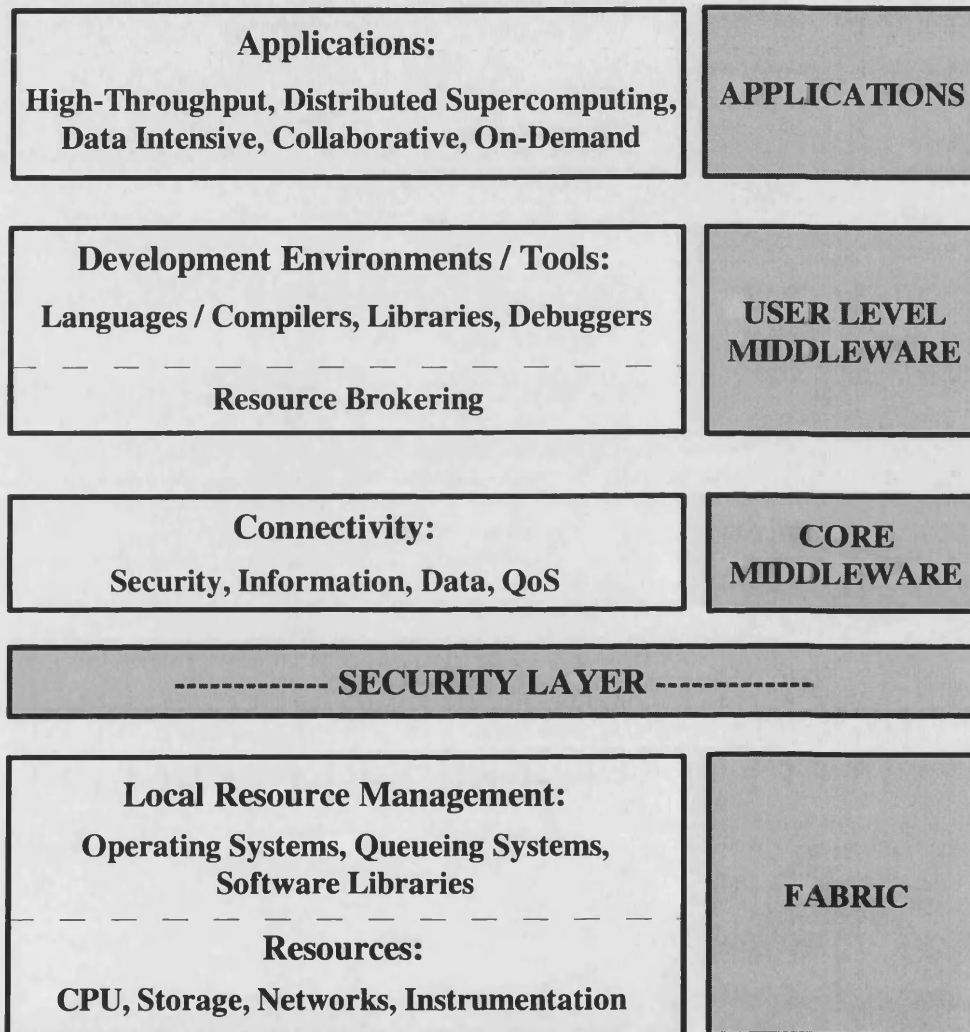 Applications:
High-Throughput, Distributed Supercomputing,
Data Intensive, Collaborative, On-Demand
APPLICATIONS
Development Environments / Tools:
Languages / Compilers, Libraries, Debuggers
Resource Brokering
USER LEVEL
MIDDLEWARE
Connectivity:
Security, Information, Data, QoS
CORE
MIDDLEWARE
------------ SECURITY LAYER ------------
Local Resource Management:
Operating Systems, Queueing Systems,
Software Libraries
Resources:
CPU, Storage, Networks, Instrumentation
FABRIC